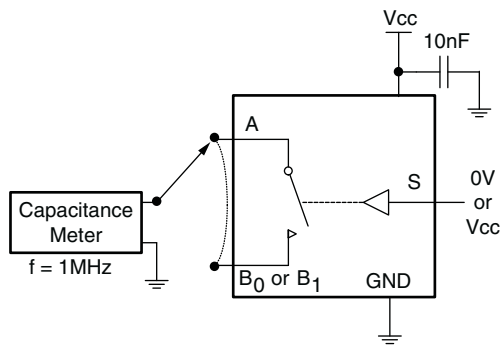 Vcc
10nF
A
S
0V
or
Vcc
Capacitance
Meter
f = 1MHz
B0 or B1
GND